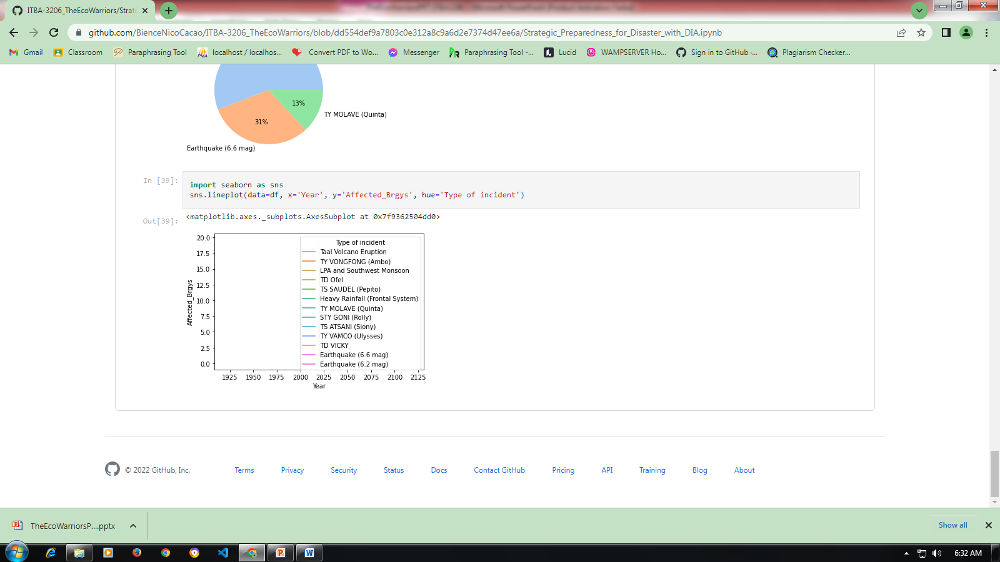 ITBA-3206_TheEcoWarriors/Strate
github.com/BienceNicoCacao/ITBA-3206_TheEcoWarriors/blob/dd554def9a7803c0e312a8c9a6d2e7374d47ee6a/Strategic_Preparedness_for_Disaster_with_DIA.ipynb
Gmail Classroom Paraphrasing Tool localhost / localhos... Convert PDF to Wo... Messenger Paraphrasing Tool -... Lucid WAMPSERVER Ho... Sign in to GitHub ·... Plagiarism Checker...
13%
TY MOLAVE (Quinta)
31%
Earthquake (6.6 mag)
In [39]:
import seaborn as sns
sns.lineplot(data=df, x='Year', y='Affected_Brgys', hue='Type of incident')
Out[39]:
<matplotlib.axes._subplots.AxesSubplot at 0x7f9362504dd0>
20.0
17.5
15.0
12.5
10.0
7.5
5.0
2.5
0.0
Affected_Brgys
Type of incident
Taal Volcano Eruption
TY VONGFONG (Ambo)
LPA and Southwest Monsoon
TD Ofel
TS SAUDEL (Pepito)
Heavy Rainfall (Frontal System)
TY MOLAVE (Quinta)
STY GONI (Rolly)
TS ATSANI (Siony)
TY VAMCO (Ulysses)
TD VICKY
Earthquake (6.6 mag)
Earthquake (6.2 mag)
1925 1950 1975 2000 2025 2050 2075 2100 2125
Year
© 2022 GitHub, Inc. Terms Privacy Security Status Docs Contact GitHub Pricing API Training Blog About
TheEcoWarriorsP....pptx
Show all
6:32 AM